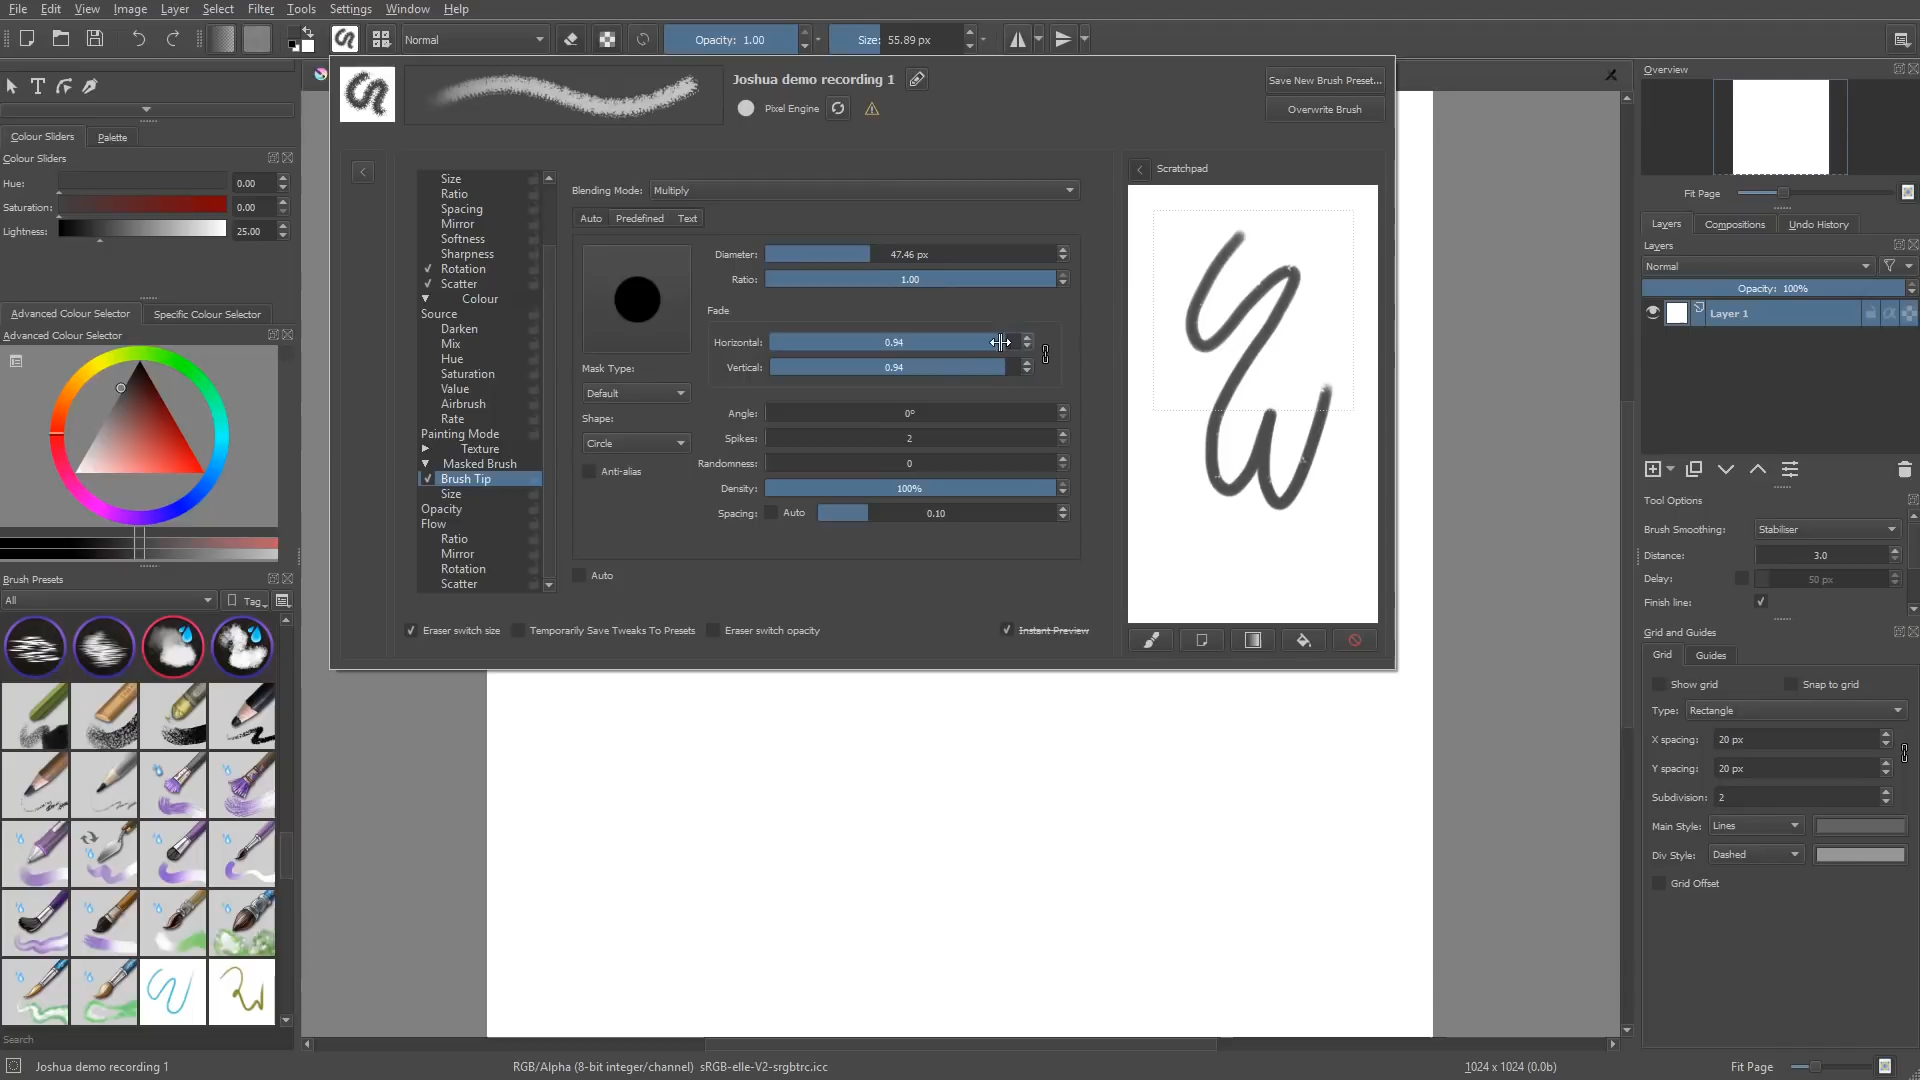 File Edit View Image Layer Select Filter Tools Settings Window Help
Normal
Opacity: 1.00
Size: 55.89 px
Joshua demo recording 1
Pixel Engine
Save New Brush Preset...
Overwrite Brush
Overview
Fit Page
Colour Sliders Palette
Colour Sliders
Hue: 0.00
Saturation: 0.00
Lightness: 25.00
Advanced Colour Selector Specific Colour Selector
Advanced Colour Selector
Brush Presets
All
Tag
Search
Size
Ratio
Spacing
Mirror
Softness
Sharpness
Rotation
Scatter
Colour
Source
Darken
Mix
Hue
Saturation
Value
Airbrush
Rate
Painting Mode
Texture
Masked Brush
Brush Tip
Size
Opacity
Flow
Ratio
Mirror
Rotation
Scatter
Blending Mode: Multiply
Auto Predefined Text
Diameter: 47.46 px
Ratio: 1.00
Fade
Horizontal: 0.94
Vertical: 0.94
Mask Type:
Default
Shape:
Circle
Anti-alias
Angle: 0°
Spikes: 2
Randomness: 0
Density: 100%
Spacing: Auto 0.10
Auto
Eraser switch size Temporarily Save Tweaks To Presets Eraser switch opacity Instant Preview
Scratchpad
Layers Compositions Undo History
Layers
Normal
Opacity: 100%
Layer 1
Tool Options
Brush Smoothing: Stabiliser
Distance: 3.0
Delay: 50 px
Finish line:
Grid and Guides
Grid Guides
Show grid Snap to grid
Type: Rectangle
X spacing: 20 px
Y spacing: 20 px
Subdivision: 2
Main Style: Lines
Div Style: Dashed
Grid Offset
Joshua demo recording 1
RGB/Alpha (8-bit integer/channel) sRGB-elle-V2-srgbtrc.icc
1024 x 1024 (0.0b)
Fit Page